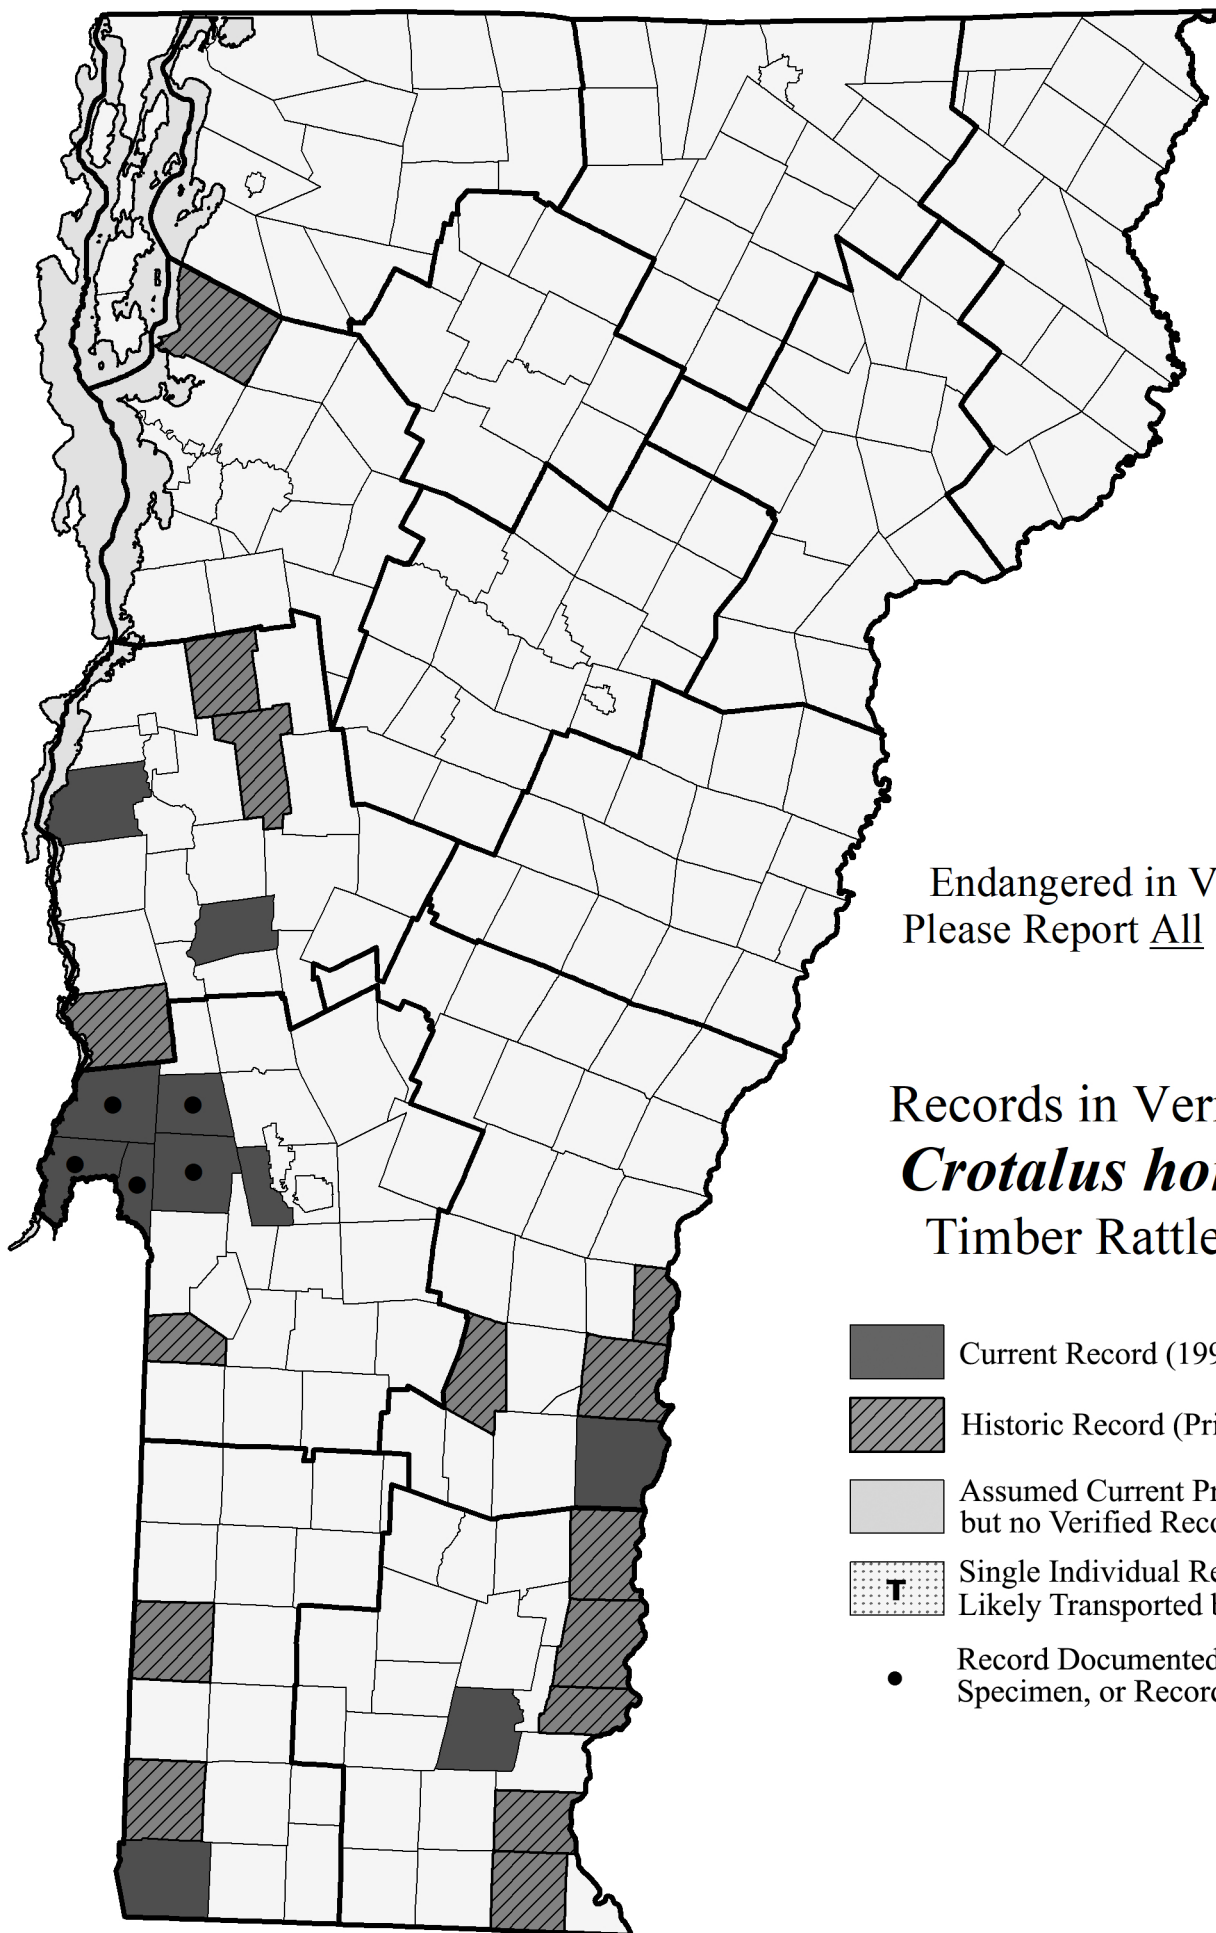 Endangered in V
Please Report All
Records in Ver
Crotalus ho
Timber Rattle
Current Record (199
Historic Record (Pri
Assumed Current Pr
but no Verified Reco
T
Single Individual Re
Likely Transported b
Record Documented
Specimen, or Record